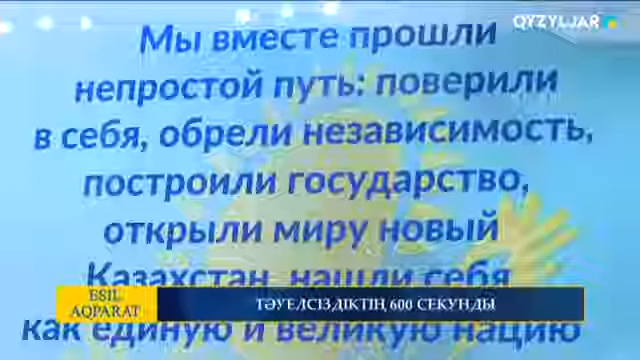 QYZYLJAR
Мы вместе прошли
непростой путь: поверили
в себя, обрели независимость,
построили государство,
открыли миру новый
Казахстан, нашли себя
ESIL
AQPARAT
ТӘУЕЛСІЗДІКТІҢ 600 СЕКУНДЫ
как единую и великую нацию